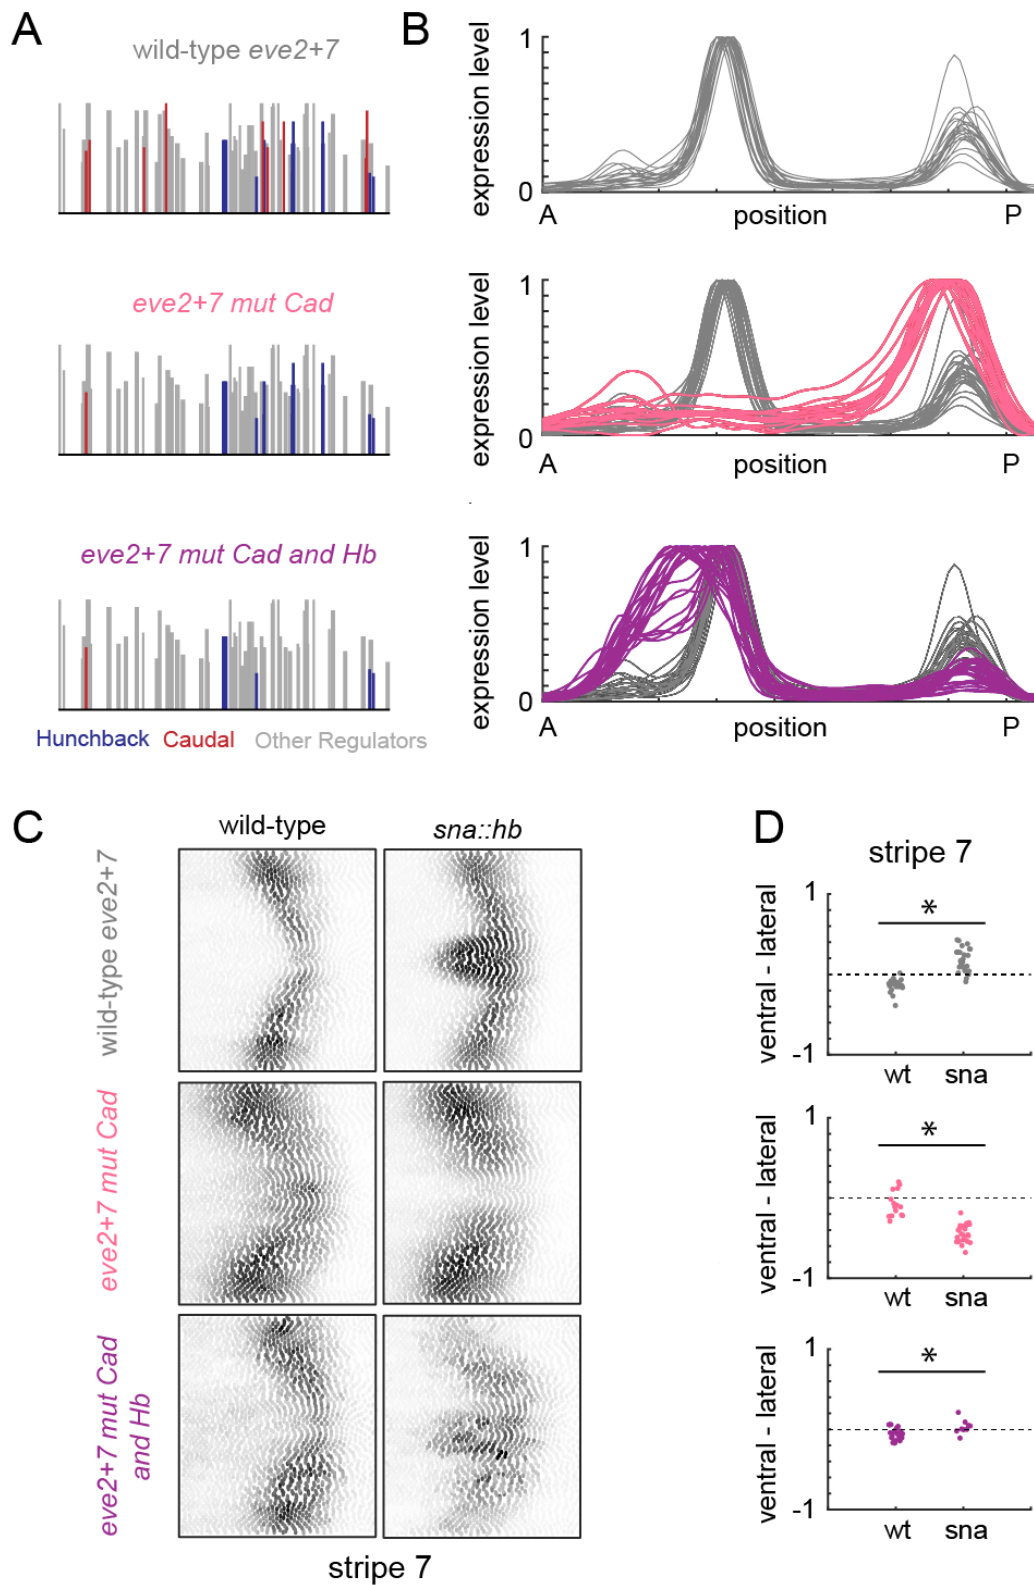 A
wild-type eve2+7
eve2+7 mut Cad
eve2+7 mut Cad and Hb
Hunchback Caudal Other Regulators
B
expression level
1
0
A position P
expression level
1
0
A position P
expression level
1
0
A position P
C
wild-type sna::hb
wild-type eve2+7
eve2+7 mut Cad
eve2+7 mut Cad
and Hb
stripe 7
D
stripe 7
ventral - lateral
1
*
-1
wt sna
ventral - lateral
1
*
-1
wt sna
ventral - lateral
1
*
-1
wt sna